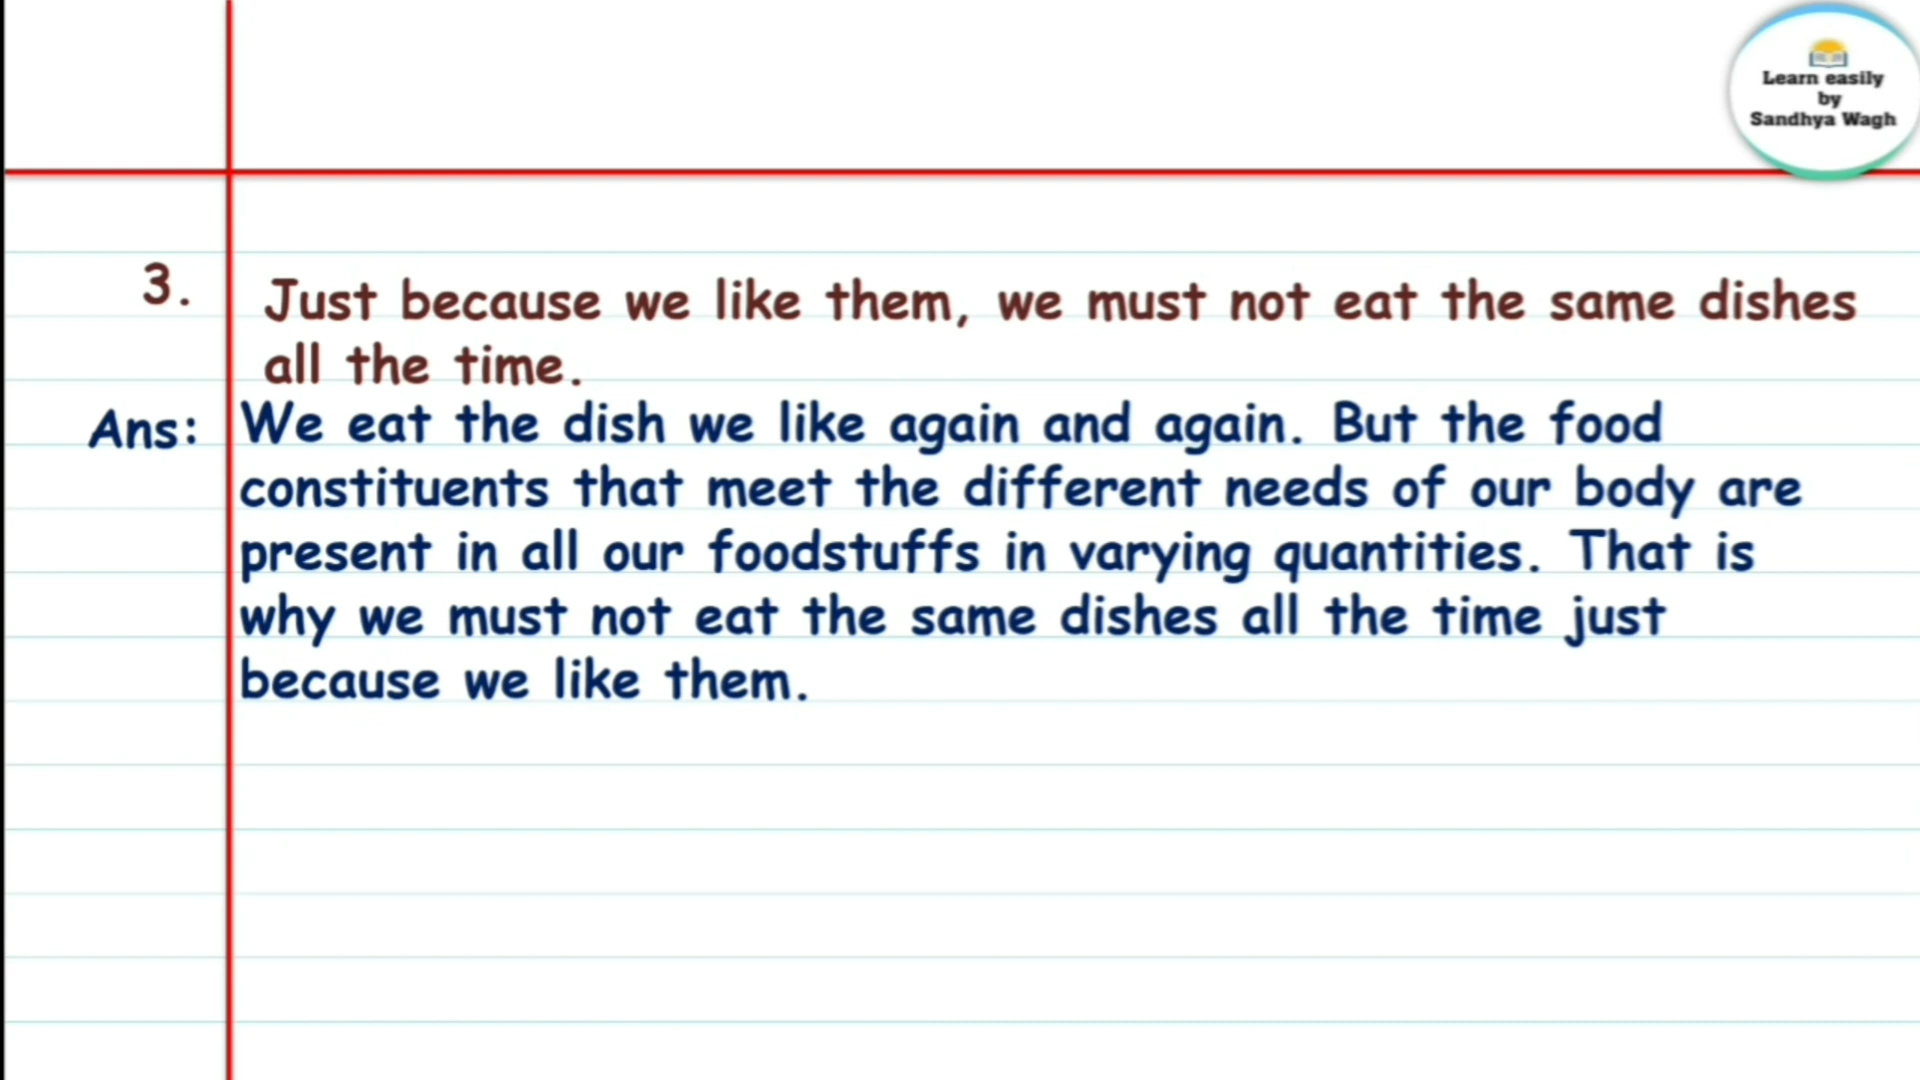 Learn easily
by
Sandhya Wagh
3. Just because we like them, we must not eat the same dishes
all the time.
Ans: We eat the dish we like again and again. But the food
constituents that meet the different needs of our body are
present in all our foodstuffs in varying quantities. That is
why we must not eat the same dishes all the time just
because we like them.